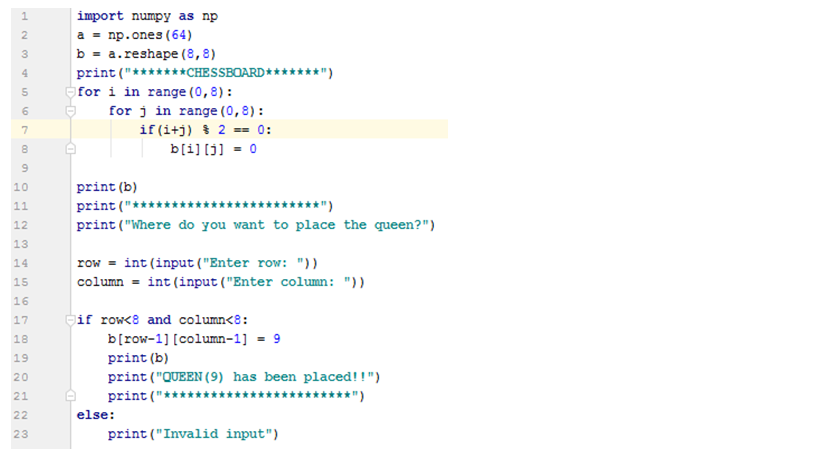 1 import numpy as np
2 a = np.ones(64)
3 b = a.reshape(8,8)
4 print("*******CHESSBOARD*******")
5 for i in range(0,8):
6     for j in range(0,8):
7         if(i+j) % 2 == 0:
8             b[i][j] = 0
9
10 print(b)
11 print("************************")
12 print("Where do you want to place the queen?")
13
14 row = int(input("Enter row: "))
15 column = int(input("Enter column: "))
16
17 if row<8 and column<8:
18     b[row-1][column-1] = 9
19     print(b)
20     print("QUEEN(9) has been placed!!")
21     print("************************")
22 else:
23     print("Invalid input")